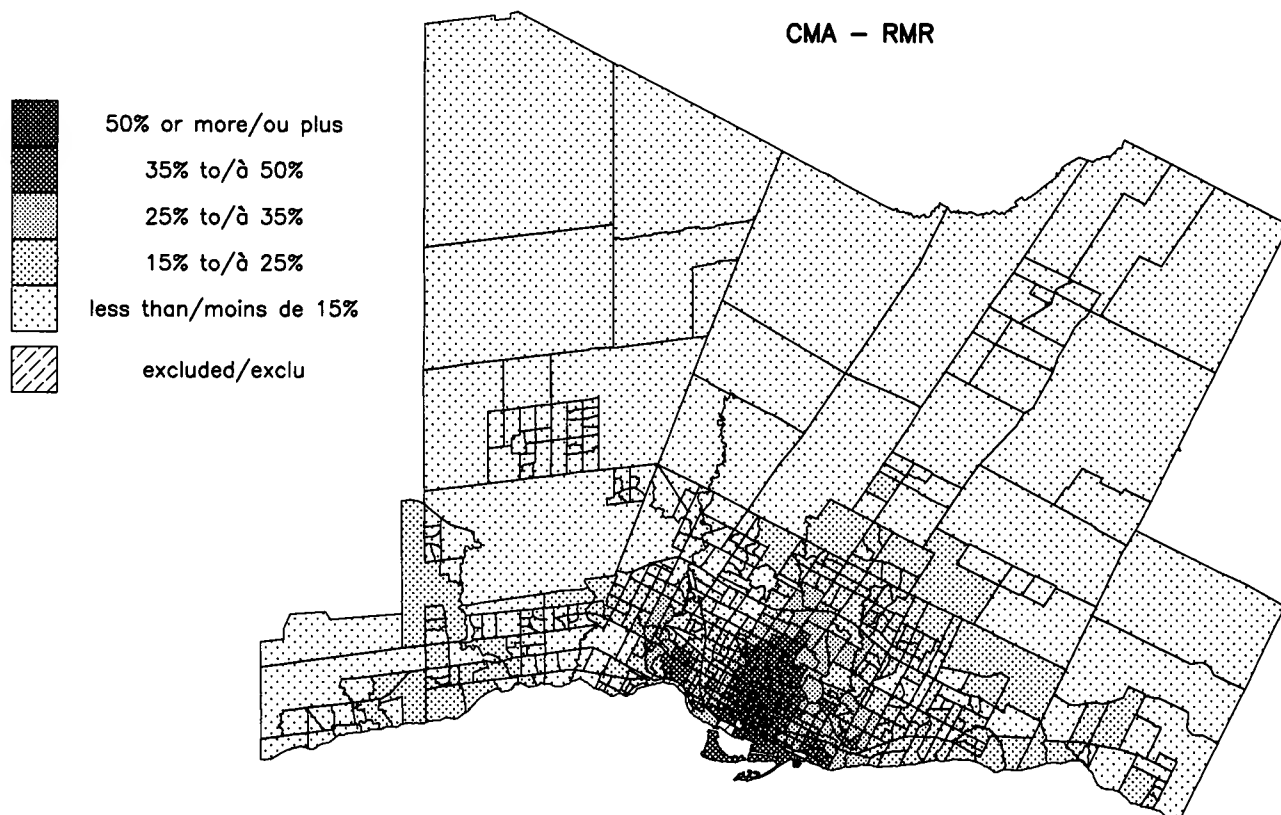 CMA – RMR
50% or more/ou plus
35% to/à 50%
25% to/à 35%
15% to/à 25%
less than/moins de 15%
excluded/exclu